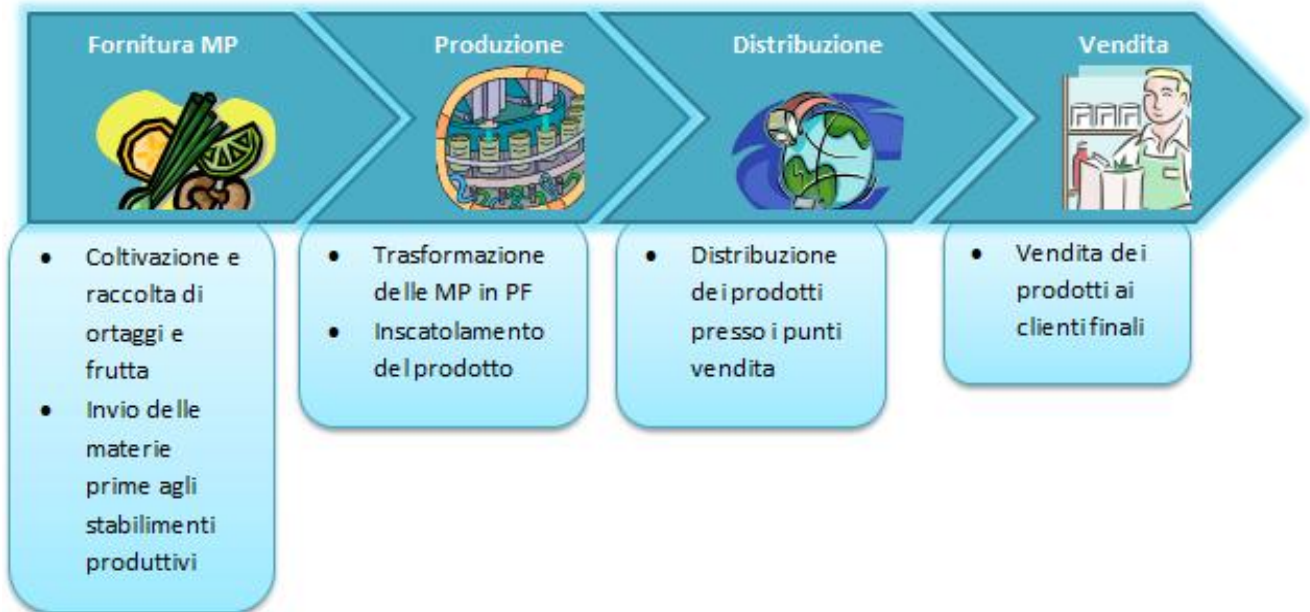 Fornitura MP
Produzione
Distribuzione
Vendita
• Coltivazione e
raccolta di
ortaggi e
frutta
• Invio delle
materie
prime agli
stabilimenti
produttivi
• Trasformazione
delle MP in PF
• Inscatolamento
del prodotto
• Distribuzione
dei prodotti
presso i punti
vendita
• Vendita dei
prodotti ai
clienti finali